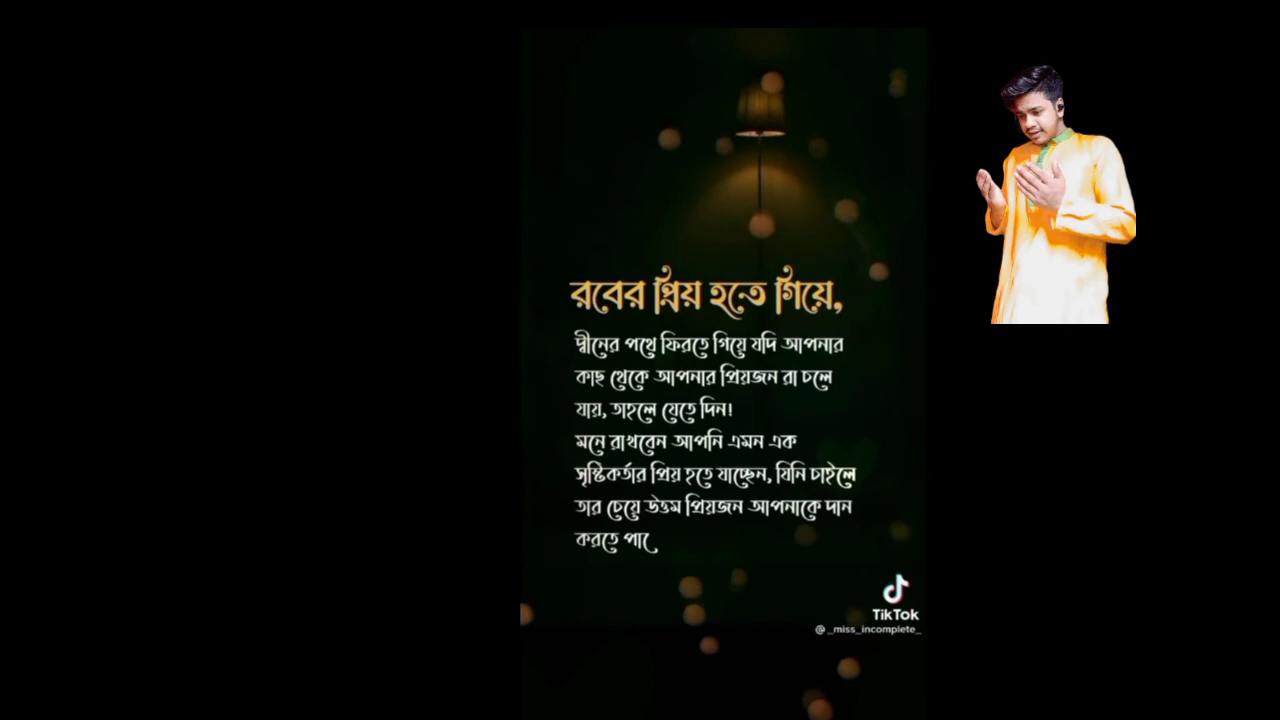 রবের প্রিয় হতে গিয়ে,
দ্বীনের পথে ফিরতে গিয়ে যদি আপনার
কাছ থেকে আপনার প্রিয়জন রা চলে
যায়, তাহলে যেতে দিন!
মনে রাখবেন আপনি এমন এক
সৃষ্টিকর্তার প্রিয় হতে যাচ্ছেন, যিনি চাইলে
তার চেয়ে উত্তম প্রিয়জন আপনাকে দান
করতে পাে
TikTok
@_miss_incomplete_